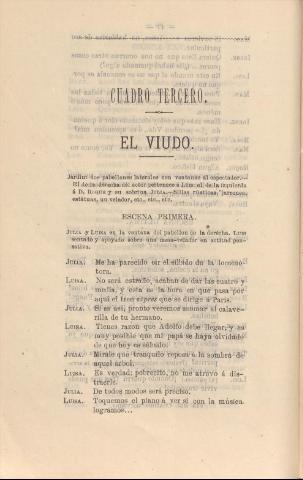 CUADRO TERCERO.
EL VIUDO.
Jardin: dos pabellones laterales con ventanas al espectador.—
El de la derecha del actor pertenece á Luis; el de la izquierda
á D. Roque y su sobrina Julia.—Sillas rústicas, jarrones,
estátuas, un velador, etc., etc., etc.
ESCENA PRIMERA.
JULIA y LUISA en la ventana del pabellon de la derecha. LUIS
sentado y apoyado sobre una mesa-velador en actitud pensativa.
JULIA. Me ha parecido oir el silbido de la locomo-
tora.
LUISA. No será extraño, acaban de dar las cuatro y
media, y esta es la hora en que pasa por
aquí el tren expres que se dirige á París.
JULIA. Si es así, pronto veremos asomar al calave-
rilla de tu hermano.
LUISA. Tienes razon que Adolfo debe llegar, y es
muy posible que mi papá se haya olvidado
de que hoy es sábado.
JULIA. Mírale que tranquilo reposa á la sombra de
aquel árbol.
LUISA. Es verdad; pobrecito, no me atrevo á dis-
traerle.
JULIA. De todos modos será preciso.
LUISA. Toquemos el piano á ver si con la música
logramos...